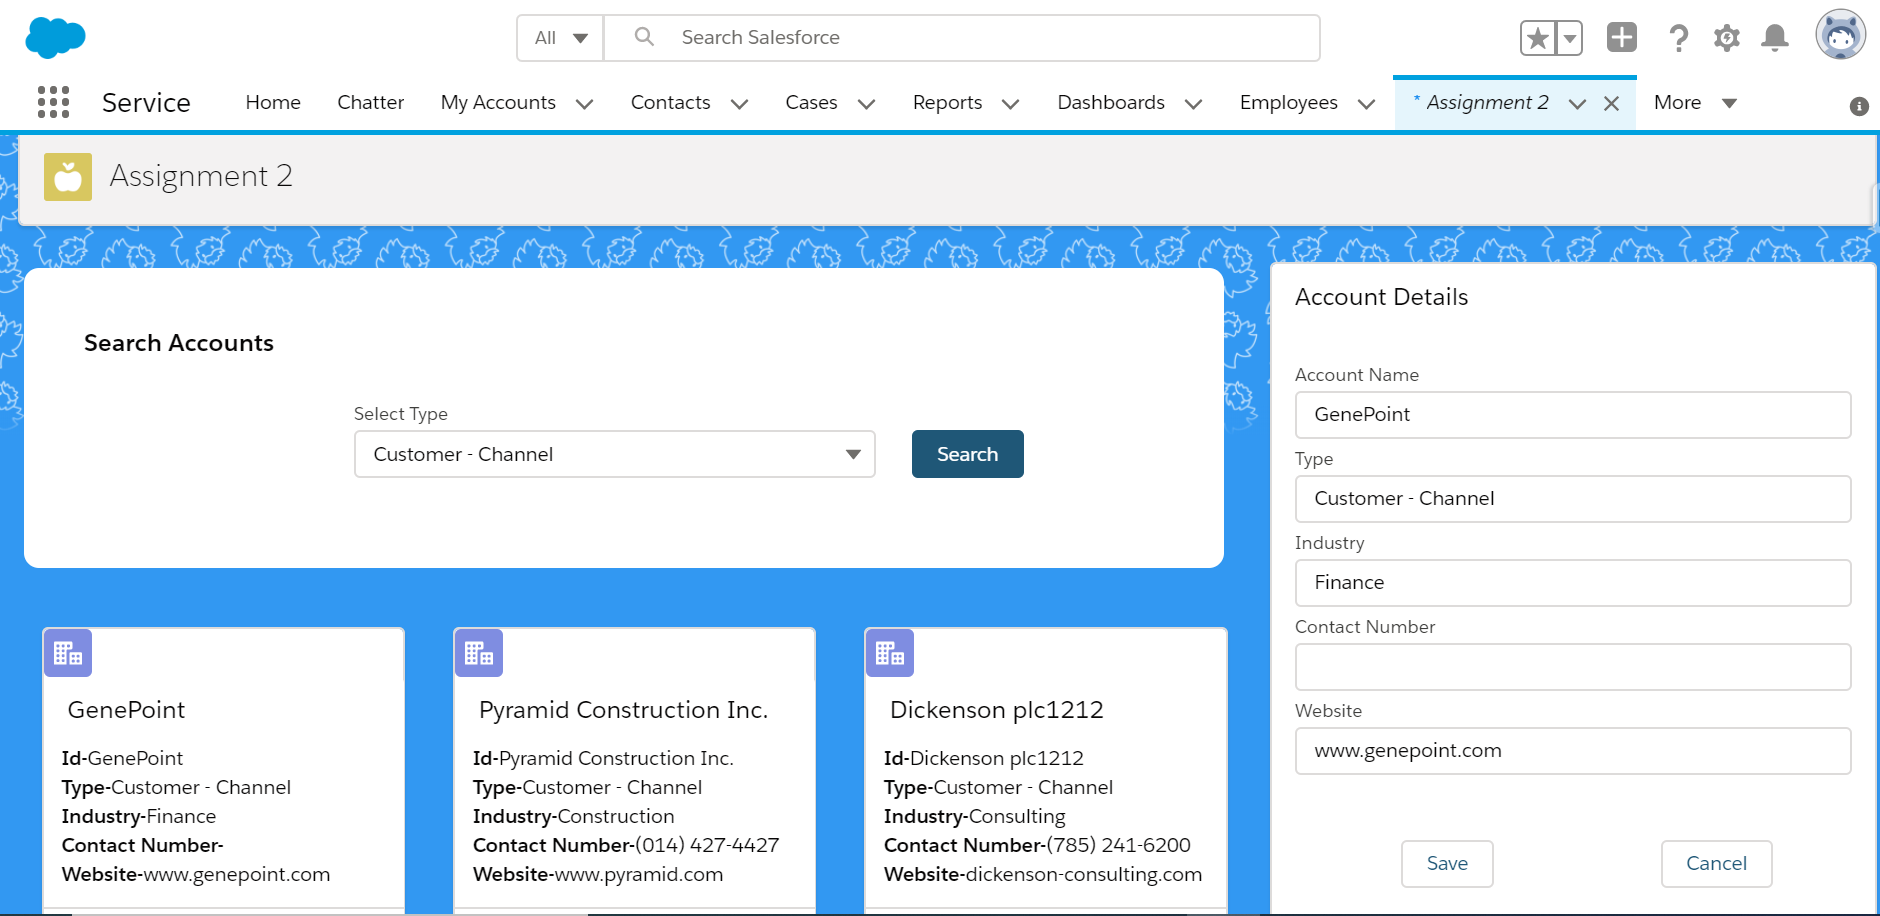 All
Search Salesforce
Service
Home
Chatter
My Accounts
Contacts
Cases
Reports
Dashboards
Employees
* Assignment 2
More
Assignment 2
Search Accounts
Select Type
Customer - Channel
Search
GenePoint
Id-GenePoint
Type-Customer - Channel
Industry-Finance
Contact Number-
Website-www.genepoint.com
Pyramid Construction Inc.
Id-Pyramid Construction Inc.
Type-Customer - Channel
Industry-Construction
Contact Number-(014) 427-4427
Website-www.pyramid.com
Dickenson plc1212
Id-Dickenson plc1212
Type-Customer - Channel
Industry-Consulting
Contact Number-(785) 241-6200
Website-dickenson-consulting.com
Account Details
Account Name
GenePoint
Type
Customer - Channel
Industry
Finance
Contact Number
Website
www.genepoint.com
Save
Cancel